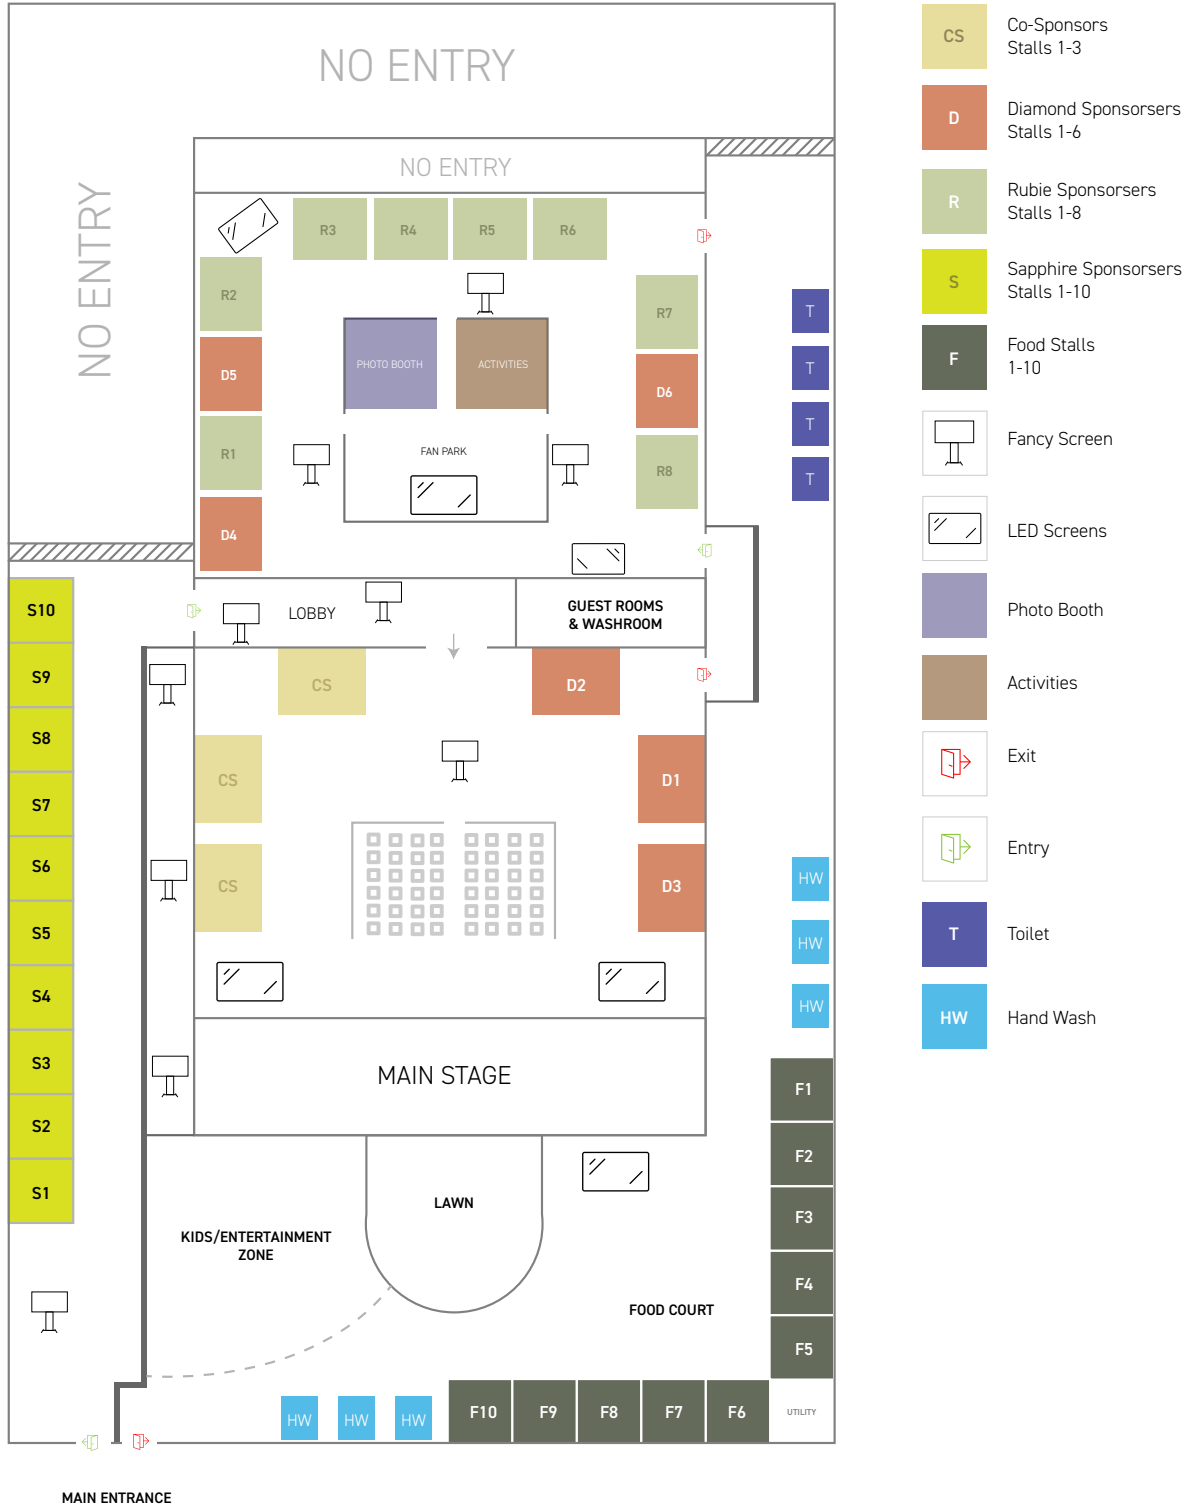 NO ENTRY
NO ENTRY
NO ENTRY
R3
R4
R5
R6
R2
R7
D5
PHOTO BOOTH
ACTIVITIES
D6
R1
FAN PARK
R8
D4
T
T
T
T
S10
LOBBY
GUEST ROOMS
& WASHROOM
S9
CS
D2
S8
S7
CS
D1
S6
CS
D3
HW
S5
HW
S4
HW
S3
MAIN STAGE
F1
S2
F2
S1
LAWN
F3
KIDS/ENTERTAINMENT
ZONE
F4
FOOD COURT
F5
HW
HW
HW
F10
F9
F8
F7
F6
UTILITY
MAIN ENTRANCE
CS
Co-Sponsors
Stalls 1-3
D
Diamond Sponsorsers
Stalls 1-6
R
Rubie Sponsorsers
Stalls 1-8
S
Sapphire Sponsorsers
Stalls 1-10
F
Food Stalls
1-10
Fancy Screen
LED Screens
Photo Booth
Activities
Exit
Entry
T
Toilet
HW
Hand Wash